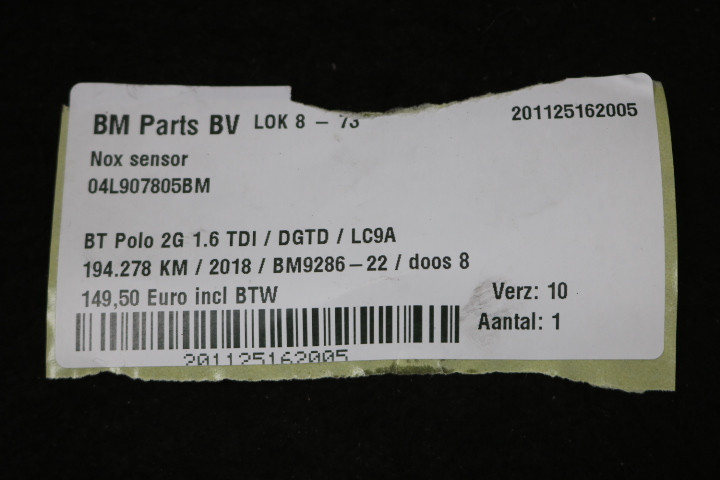 BM Parts BV LOK 8 - 73
201125162005
Nox sensor
04L907805BM
BT Polo 2G 1.6 TDI / DGTD / LC9A
194.278 KM / 2018 / BM9286-22 / doos 8
149,50 Euro incl BTW
Verz: 10
Aantal: 1
201125162005